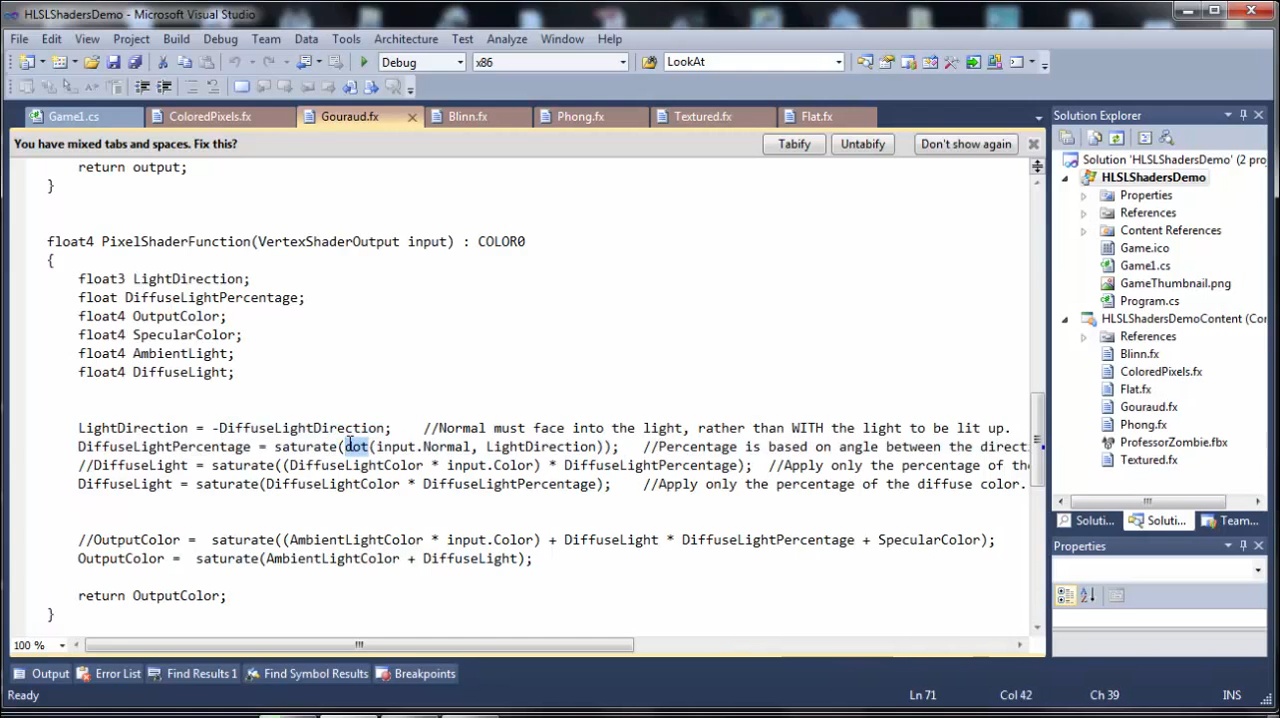 HLSLShadersDemo - Microsoft Visual Studio
File Edit View Project Build Debug Team Data Tools Architecture Test Analyze Window Help
Debug x86 LookAt
Game1.cs ColoredPixels.fx Gouraud.fx Blinn.fx Phong.fx Textured.fx Flat.fx
You have mixed tabs and spaces. Fix this? Tabify Untabify Don't show again
return output;
}
float4 PixelShaderFunction(VertexShaderOutput input) : COLOR0
{
float3 LightDirection;
float DiffuseLightPercentage;
float4 OutputColor;
float4 SpecularColor;
float4 AmbientLight;
float4 DiffuseLight;
LightDirection = -DiffuseLightDirection; //Normal must face into the light, rather than WITH the light to be lit up.
DiffuseLightPercentage = saturate(dot(input.Normal, LightDirection)); //Percentage is based on angle between the direct
//DiffuseLight = saturate((DiffuseLightColor * input.Color) * DiffuseLightPercentage); //Apply only the percentage of the
DiffuseLight = saturate(DiffuseLightColor * DiffuseLightPercentage); //Apply only the percentage of the diffuse color.
//OutputColor = saturate((AmbientLightColor * input.Color) + DiffuseLight * DiffuseLightPercentage + SpecularColor);
OutputColor = saturate(AmbientLightColor + DiffuseLight);
return OutputColor;
}
100 %
Solution Explorer
Solution 'HLSLShadersDemo' (2 pro
HLSLShadersDemo
Properties
References
Content References
Game.ico
Game1.cs
GameThumbnail.png
Program.cs
HLSLShadersDemoContent (Con
References
Blinn.fx
ColoredPixels.fx
Flat.fx
Gouraud.fx
Phong.fx
ProfessorZombie.fbx
Textured.fx
Soluti... Soluti... Team...
Properties
Output Error List Find Results 1 Find Symbol Results Breakpoints
Ready Ln 71 Col 42 Ch 39 INS